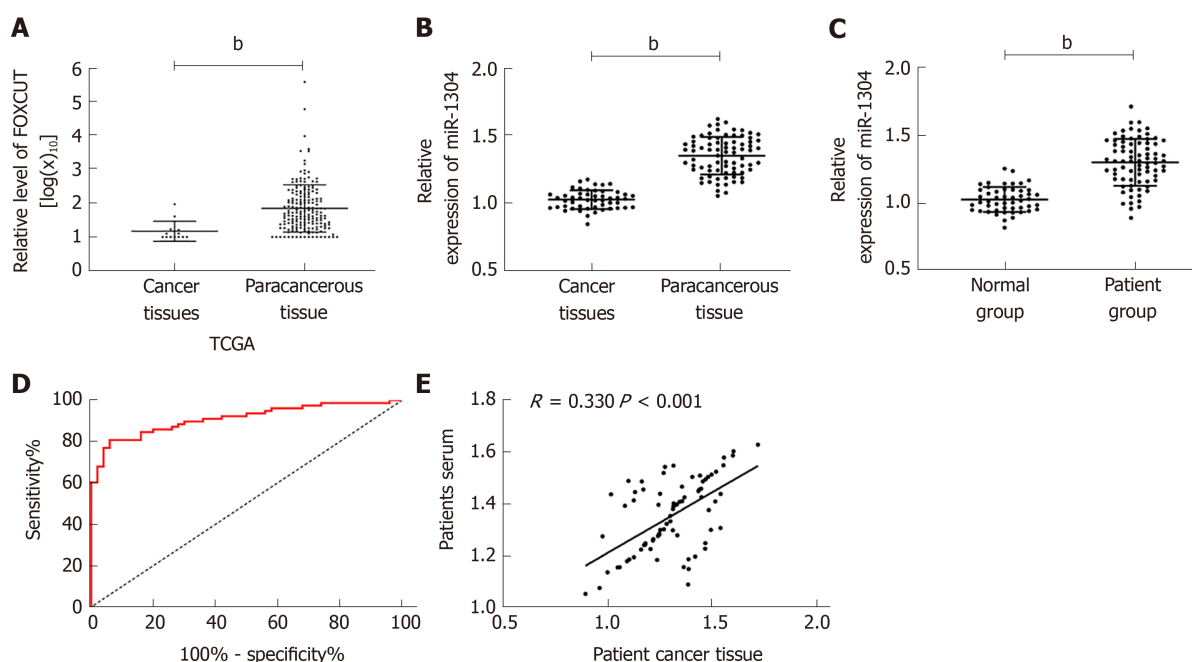 A
b
Relative level of FOXCUT
[log(x)10]
6
5
4
3
2
1
0
Cancer
tissues
Paracancerous
tissue
TCGA
B
b
Relative
expression of miR-1304
2.0
1.5
1.0
0.5
Cancer
tissues
Paracancerous
tissue
C
b
Relative
expression of miR-1304
2.0
1.5
1.0
0.5
Normal
group
Patient
group
D
Sensitivity%
100
80
60
40
20
0
0 20 40 60 80 100
100% - specificity%
E
R = 0.330 P < 0.001
Patients serum
1.8
1.6
1.4
1.2
1.0
0.5 1.0 1.5 2.0
Patient cancer tissue